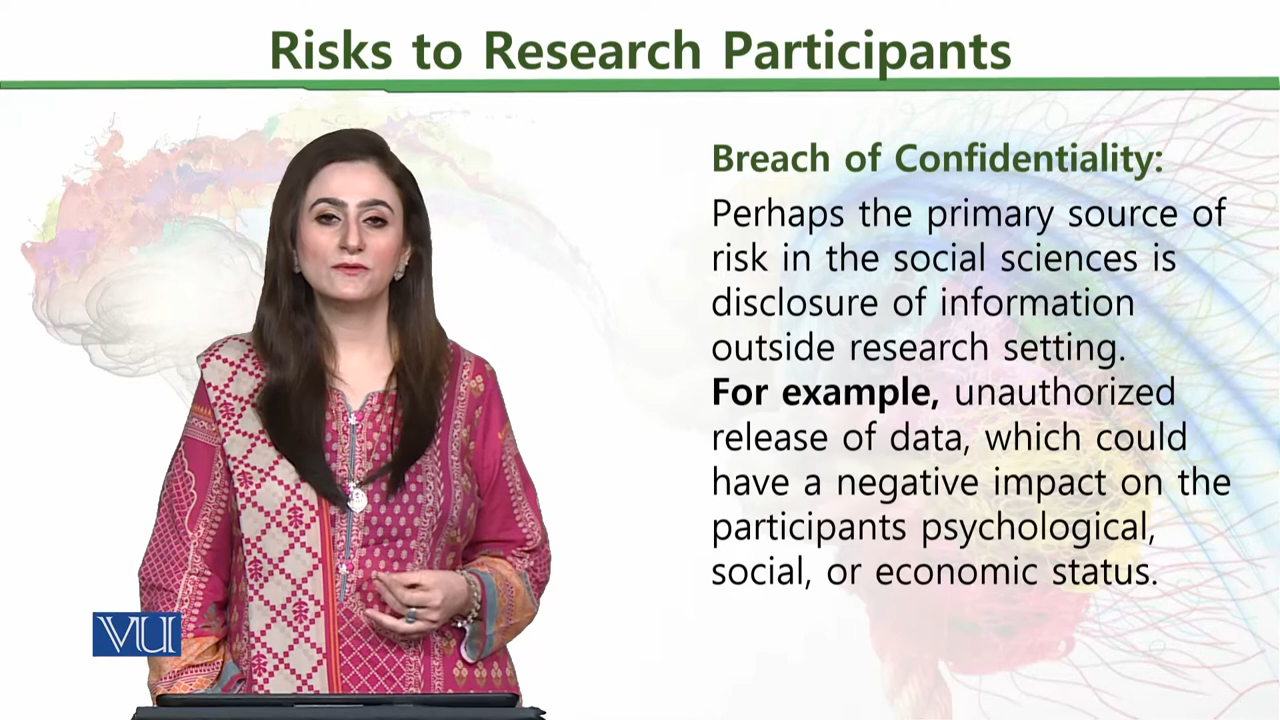 Risks to Research Participants
Breach of Confidentiality:
Perhaps the primary source of
risk in the social sciences is
disclosure of information
outside research setting.
For example, unauthorized
release of data, which could
have a negative impact on the
participants psychological,
social, or economic status.
VU